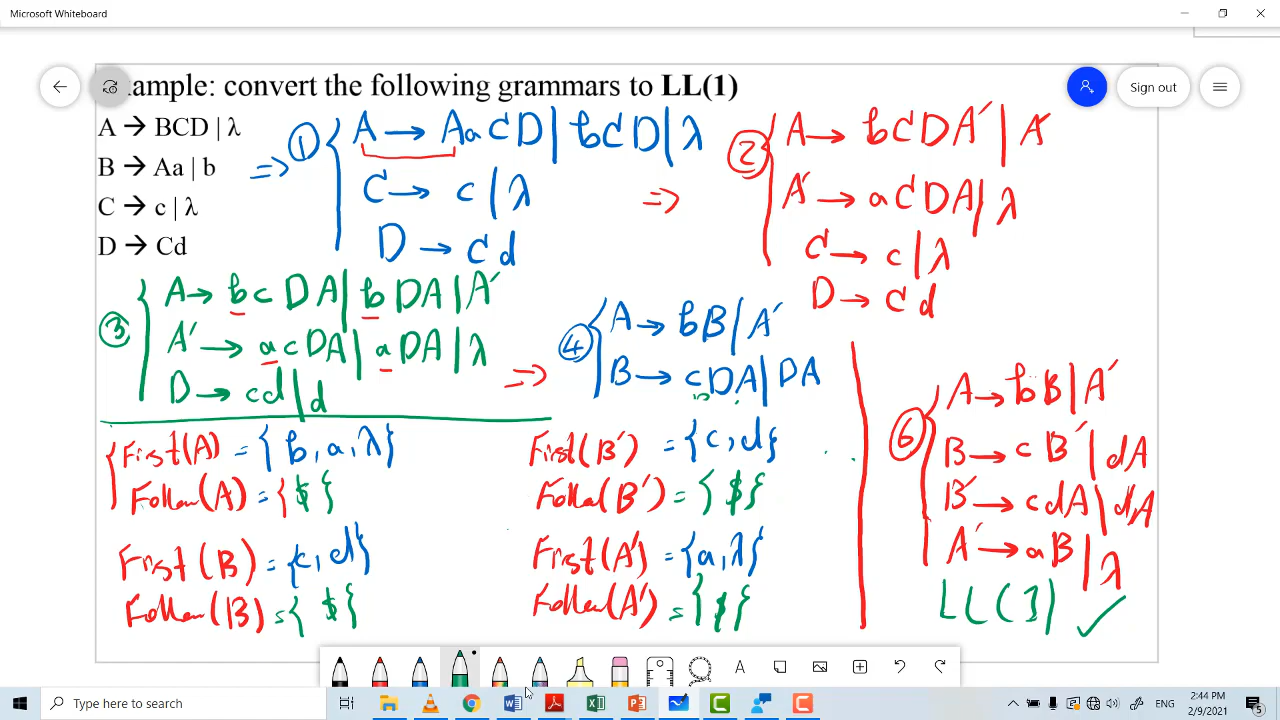 Microsoft Whiteboard
ample: convert the following grammars to LL(1)
Sign out
A → BCD | λ
B → Aa | b
C → c | λ
D → Cd
=> ① A → AaCD | bCD | λ
C → c | λ
D → Cd
=> ② A → bCDA' | A'
A' → aCDA | λ
C → c | λ
D → Cd
③ A → bcDA | bDA | A'
A' → acDA | aDA | λ
D → cd | d
=> ④ A → bB | A'
B → cDA | DA
First(A) = {b, a, λ}
Follow(A) = {$}
First(B) = {c, d}
Follow(B) = {$}
First(B') = {c, d}
Follow(B') = {$}
First(A') = {a, λ}
Follow(A') = {$}
⑥ A → bB | A'
B → cB' | dA
B' → cdA | dA
A' → aB | λ
LL(1) ✓
A
Type here to search
2:44 PM
2/9/2021
5